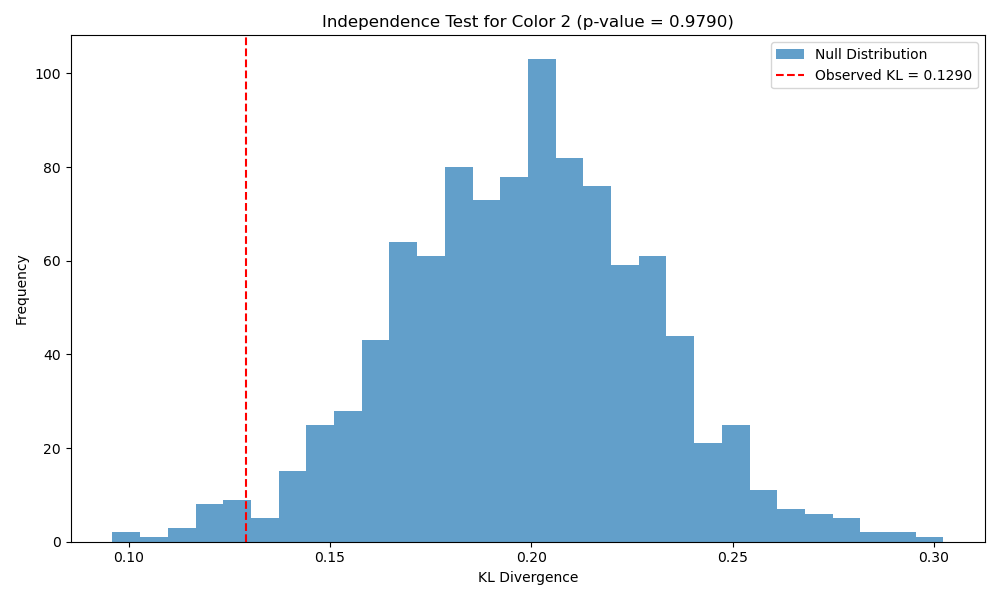 Independence Test for Color 2 (p-value = 0.9790)
Null Distribution
Observed KL = 0.1290
Frequency
100
80
60
40
20
0
0.10 0.15 0.20 0.25 0.30
KL Divergence